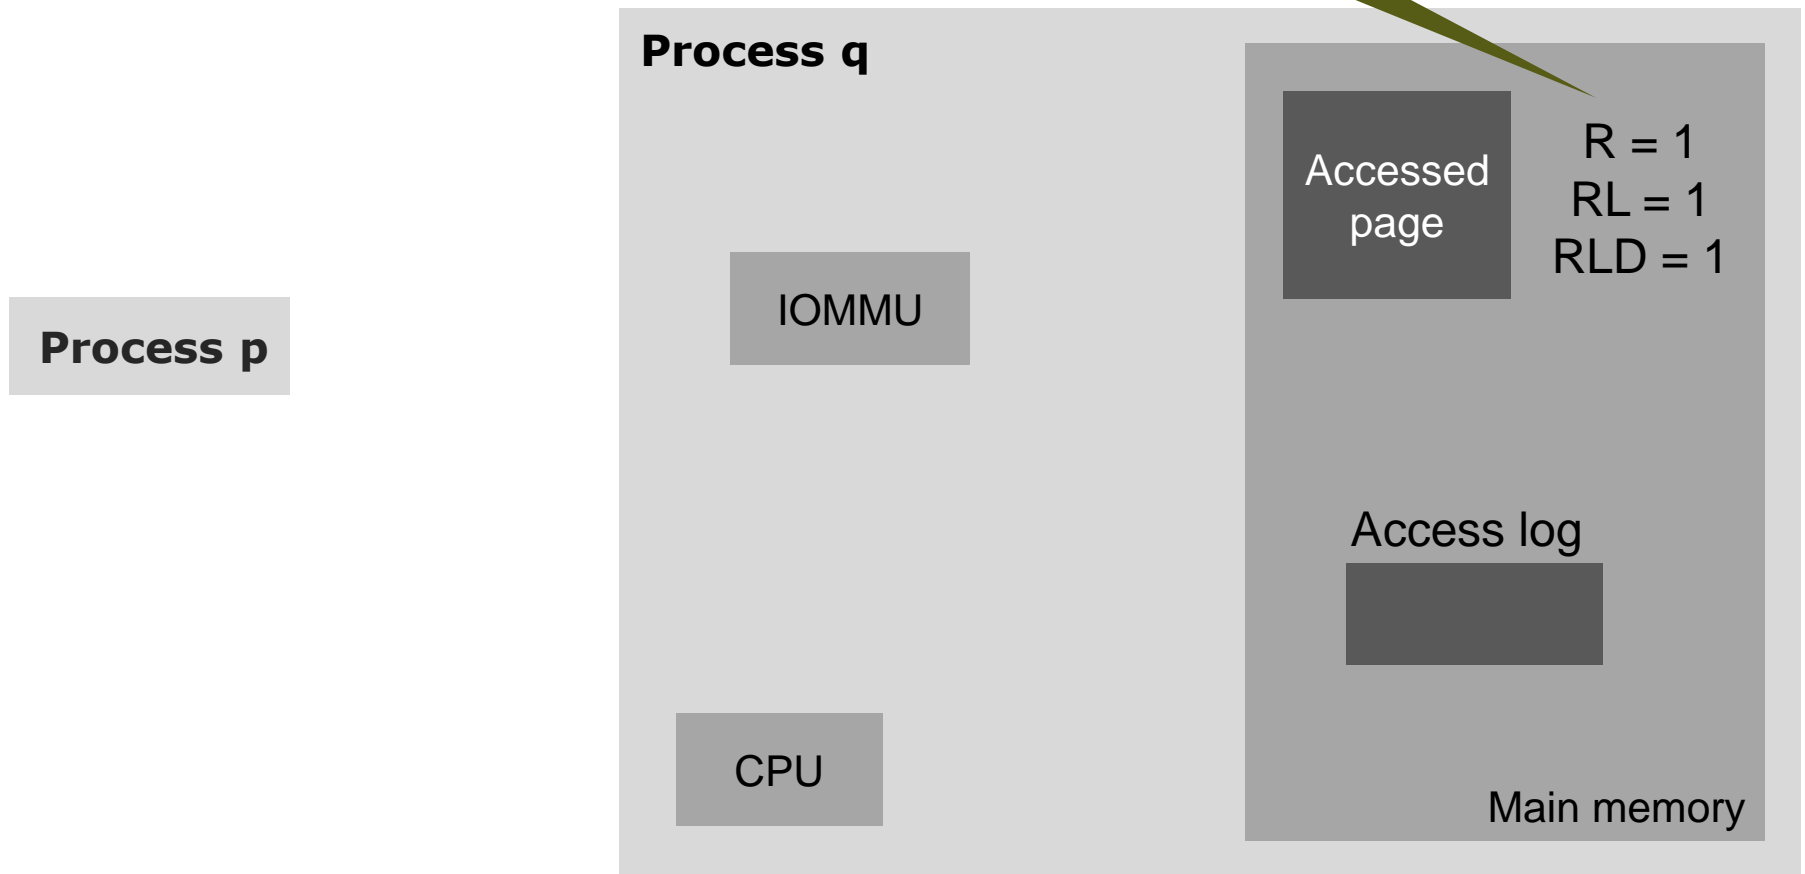 Process q
Accessed
page
R = 1
RL = 1
RLD = 1
IOMMU
Process p
Access log
CPU
Main memory